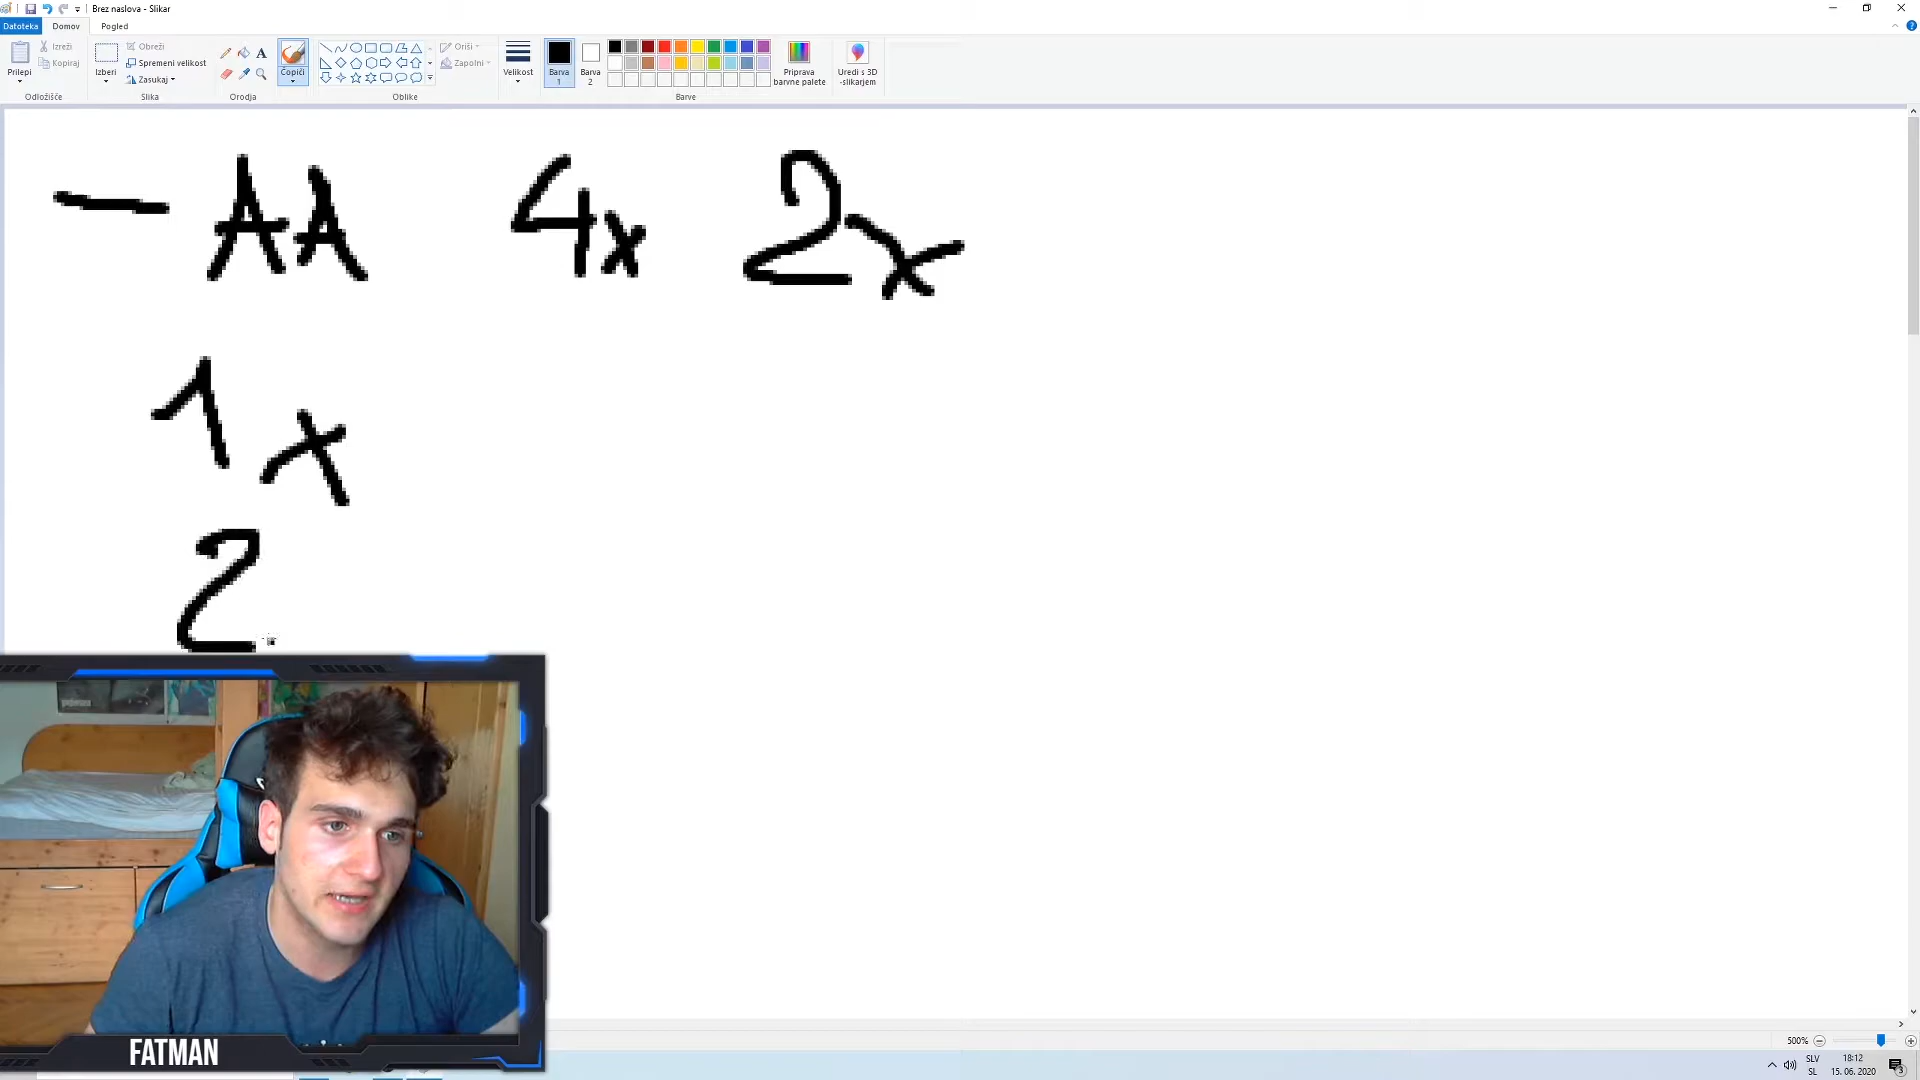 Brez naslova - Slikar
Datoteka Domov Pogled
Prilepi
Izreži
Kopiraj
Odložišče
Izberi
Obreži
Spremeni velikost
Zasukaj
Slika
A
Orodja
Čopiči
Oriši
Zapolni
Oblike
Velikost
Barva 1
Barva 2
Priprava barvne palete
Barve
Uredi s 3D -slikarjem
— AA 4x 2x
1x
2
FATMAN
500%
SLV
SL
18:12
15. 06. 2020
3